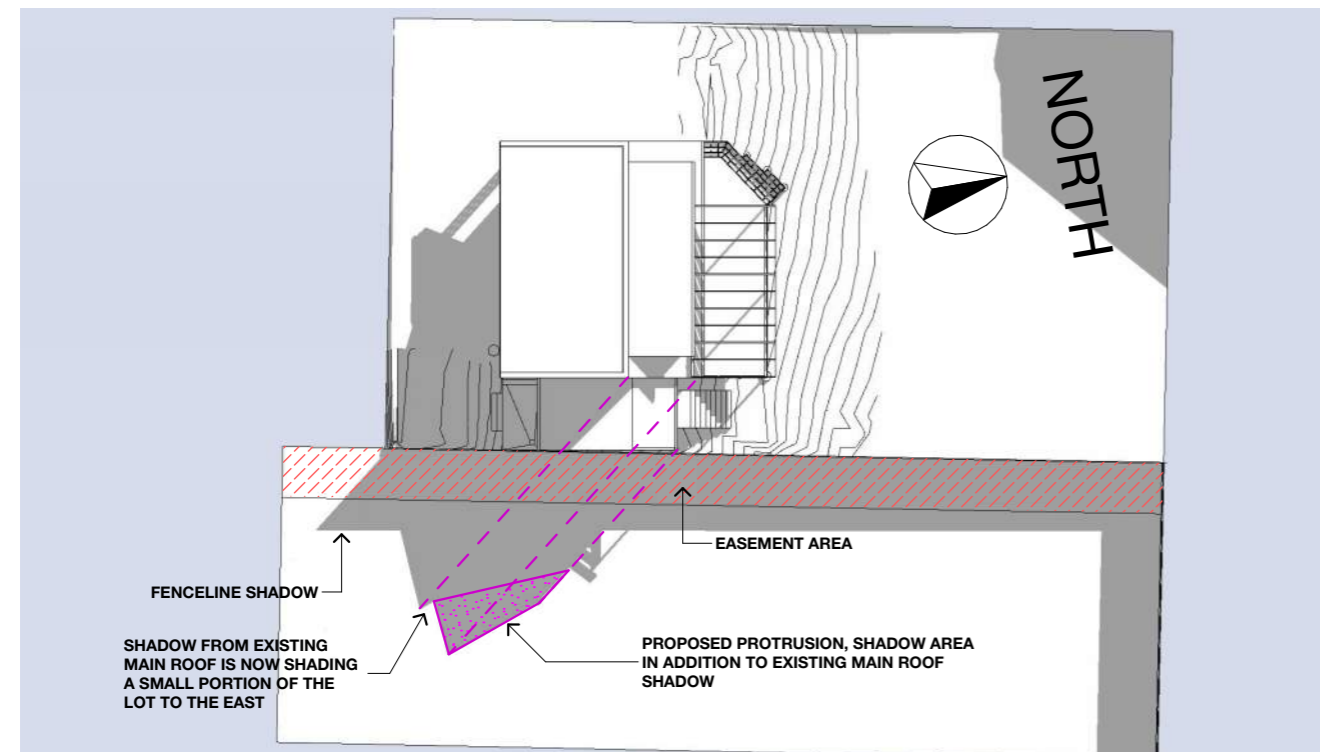 NORTH
EASEMENT AREA
FENCELINE SHADOW
SHADOW FROM EXISTING
MAIN ROOF IS NOW SHADING
A SMALL PORTION OF THE
LOT TO THE EAST
PROPOSED PROTRUSION, SHADOW AREA
IN ADDITION TO EXISTING MAIN ROOF
SHADOW